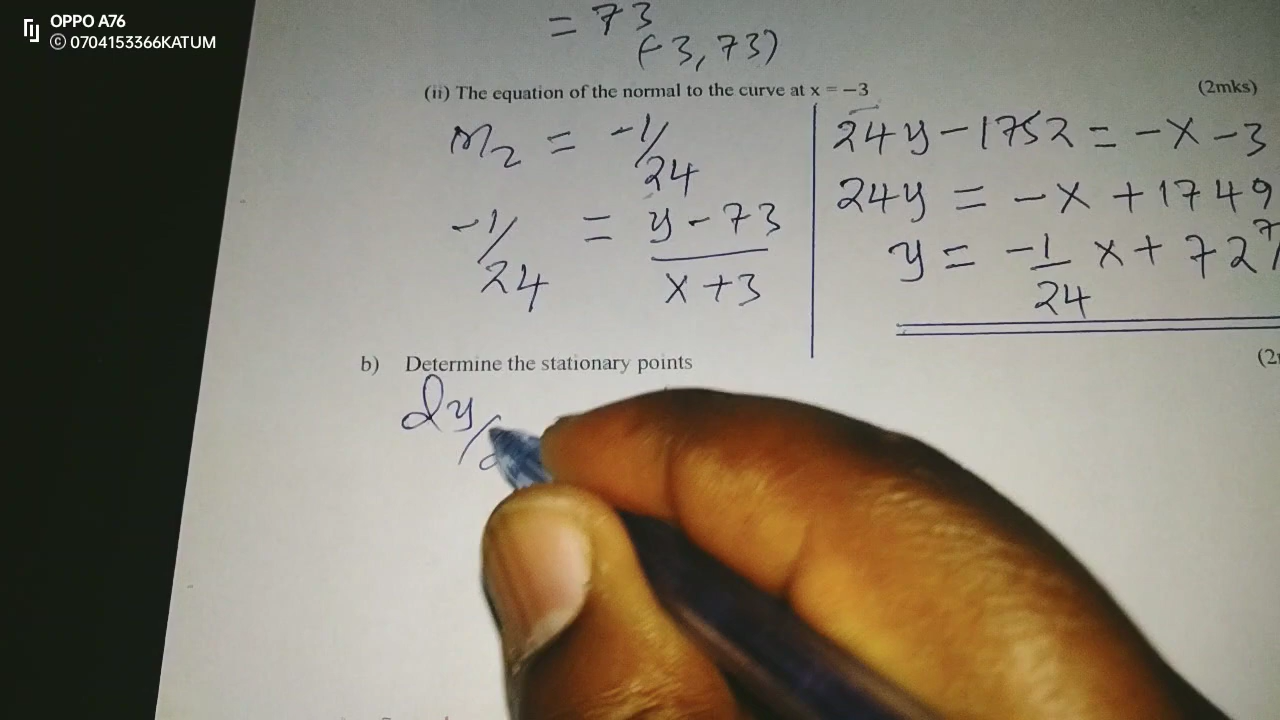 OPPO A76
© 0704153366KATUM
= 73
(-3, 73)
(ii) The equation of the normal to the curve at x = −3 (2mks)
m₂ = -1/24
-1/24 = y - 73 / x + 3
24y - 1752 = -x - 3
24y = -x + 1749
y = -1/24 x + 72 7/
b) Determine the stationary points (2
dy/